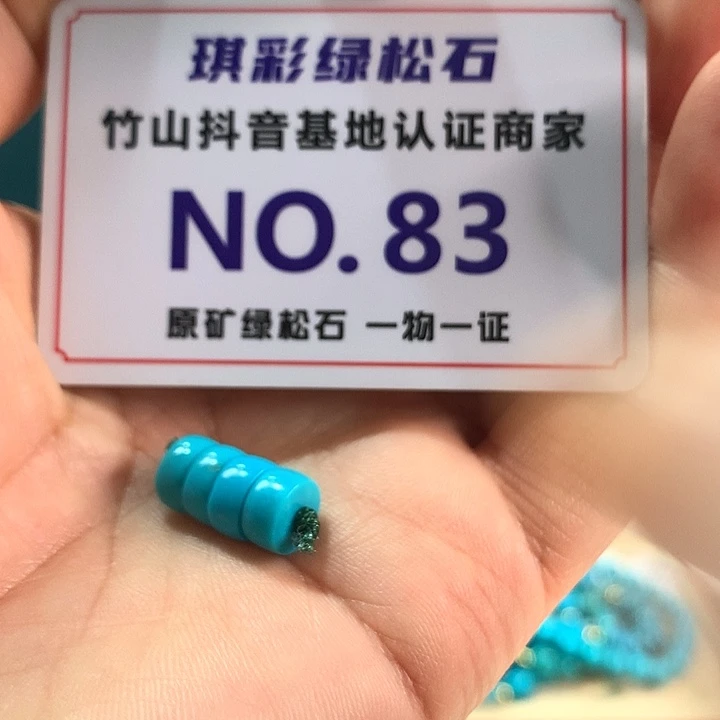 琪彩绿松石
竹山抖音基地认证商家
NO.83
原矿绿松石 一物一证